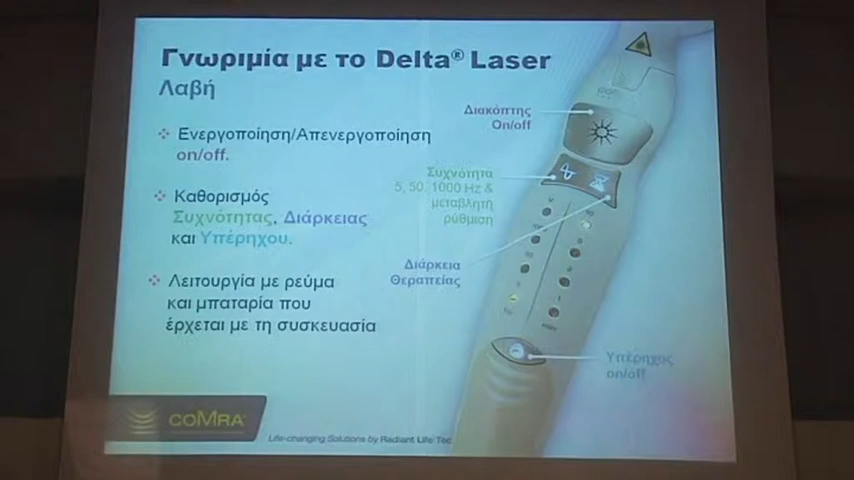 Γνωριμία με το Delta® Laser
Λαβή
Ενεργοποίηση/Απενεργοποίηση
on/off.
Καθορισμός
Συχνότητας, Διάρκειας
και Υπέρηχου.
Λειτουργία με ρεύμα
και μπαταρία που
έρχεται με τη συσκευασία
Διακόπτης
On/off
Συχνότητα
5, 50, 1000 Hz &
μεταβλητή
ρύθμιση
Διάρκεια
Θεραπείας
Υπέρηχος
on/off
coMRA
Life-changing Solutions by Radiant Life Tec